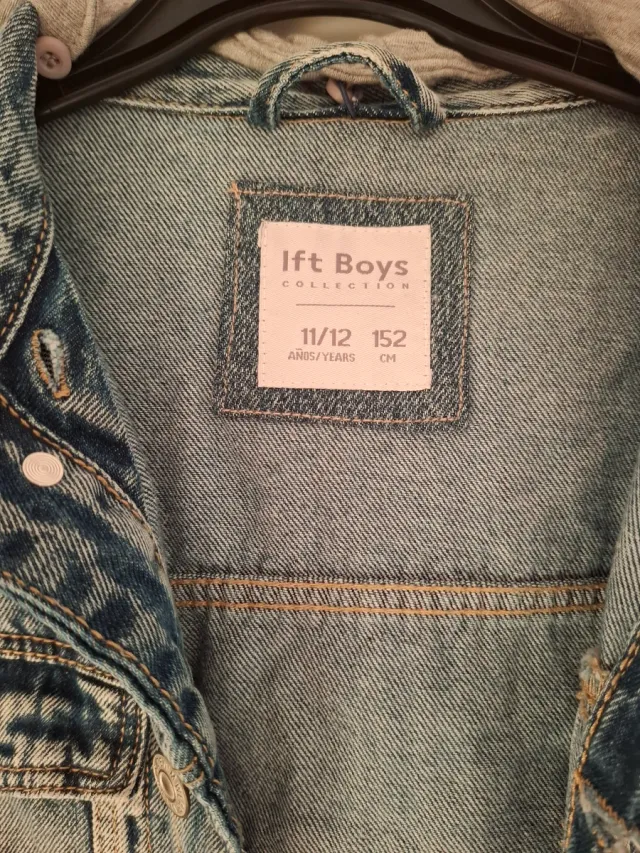 lft Boys
COLLECTION
11/12 152
AÑOS/YEARS CM